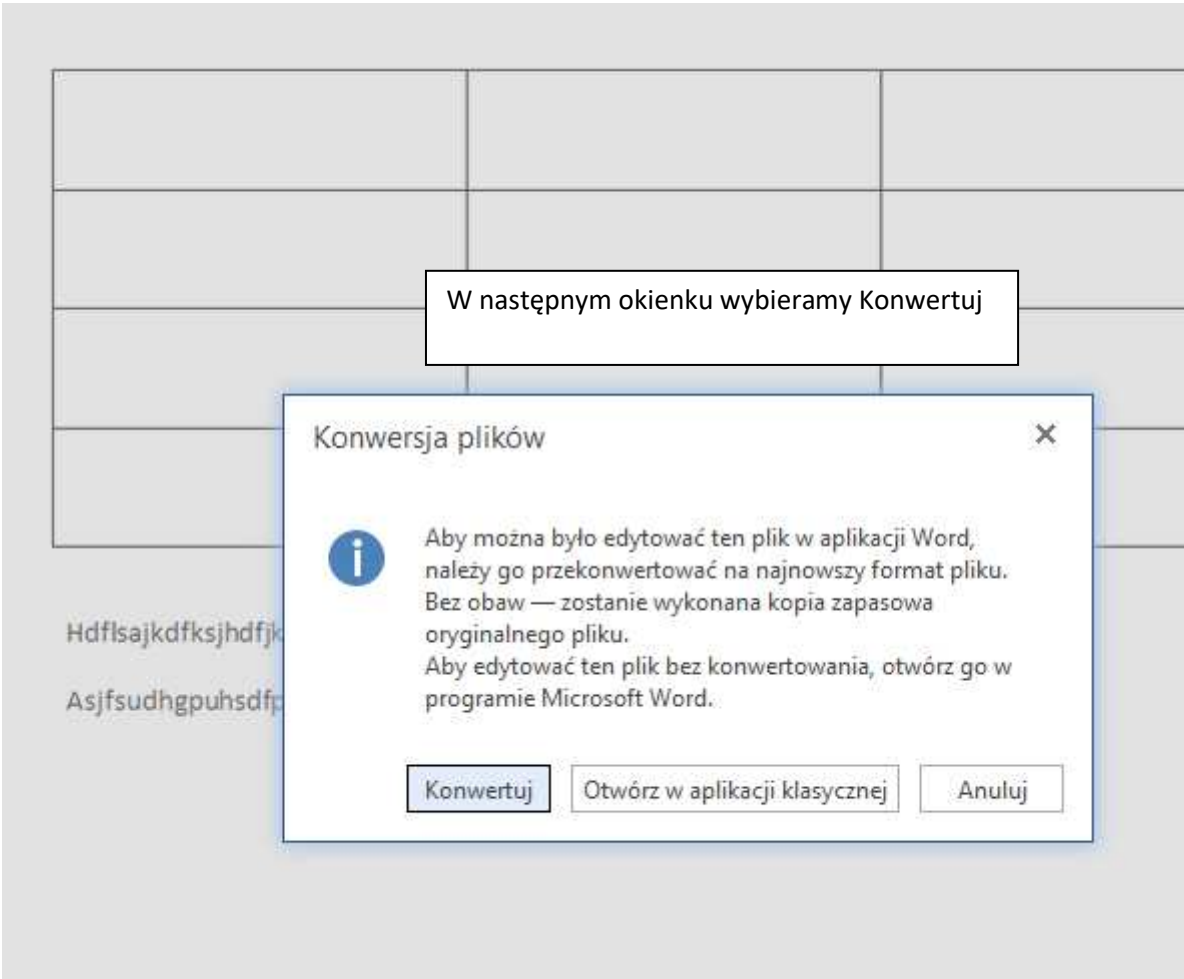 W następnym okienku wybieramy Konwertuj
Konwersja plików
Aby można było edytować ten plik w aplikacji Word,
należy go przekonwertować na najnowszy format pliku.
Bez obaw — zostanie wykonana kopia zapasowa
oryginalnego pliku.
Aby edytować ten plik bez konwertowania, otwórz go w
programie Microsoft Word.
Hdflsajkdfksjhdfjk
Asjfsudhgpuhsdfp
Konwertuj Otwórz w aplikacji klasycznej Anuluj